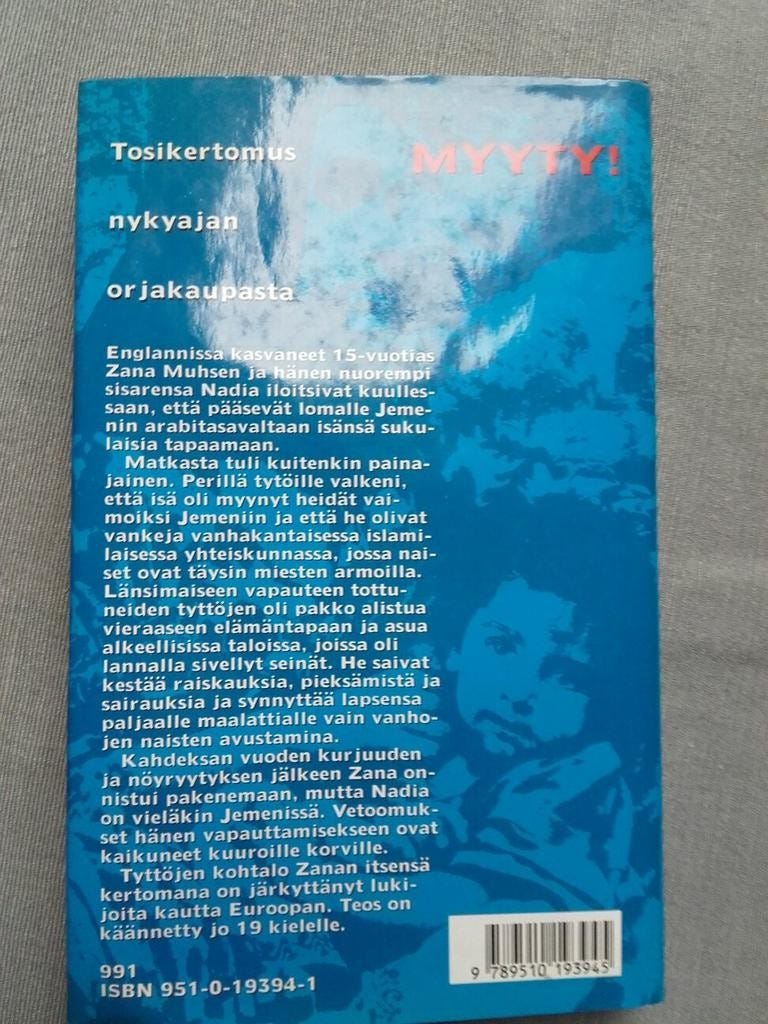 Tosikertomus
MYYTY!
nykyajan
orjakaupasta
Englannissa kasvaneet 15-vuotias
Zana Muhsen ja hänen nuorempi
sisarensa Nadia iloitsivat kuulles-
saan, että pääsevät lomalle Jeme-
nin arabitasavaltaan isänsä suku-
laisia tapaamaan.
Matkasta tuli kuitenkin paina-
jainen. Perillä tytöille valkeni,
että isä oli myynyt heidät vai-
moiksi Jemeniin ja että he olivat
vankeja vanhakantaisessa islami-
laisessa yhteiskunnassa, jossa nai-
set ovat täysin miesten armoilla.
Länsimaiseen vapauteen tottu-
neiden tyttöjen oli pakko alistua
vieraaseen elämäntapaan ja asua
alkeellisissa taloissa, joissa oli
lannalla sivellyt seinät. He saivat
kestää raiskauksia, pieksämistä ja
sairauksia ja synnyttää lapsensa
paljaalle maalattialle vain vanho-
jen naisten avustamina.
Kahdeksan vuoden kurjuuden
ja nöyryytyksen jälkeen Zana on-
nistui pakenemaan, mutta Nadia
on vieläkin Jemenissä. Vetoomuk-
set hänen vapauttamisekseen ovat
kaikuneet kuuroille korville.
Tyttöjen kohtalo Zanan itsensä
kertomana on järkyttänyt luki-
joita kautta Euroopan. Teos on
käännetty jo 19 kielelle.
991
ISBN 951-0-19394-1
9 789510 193945